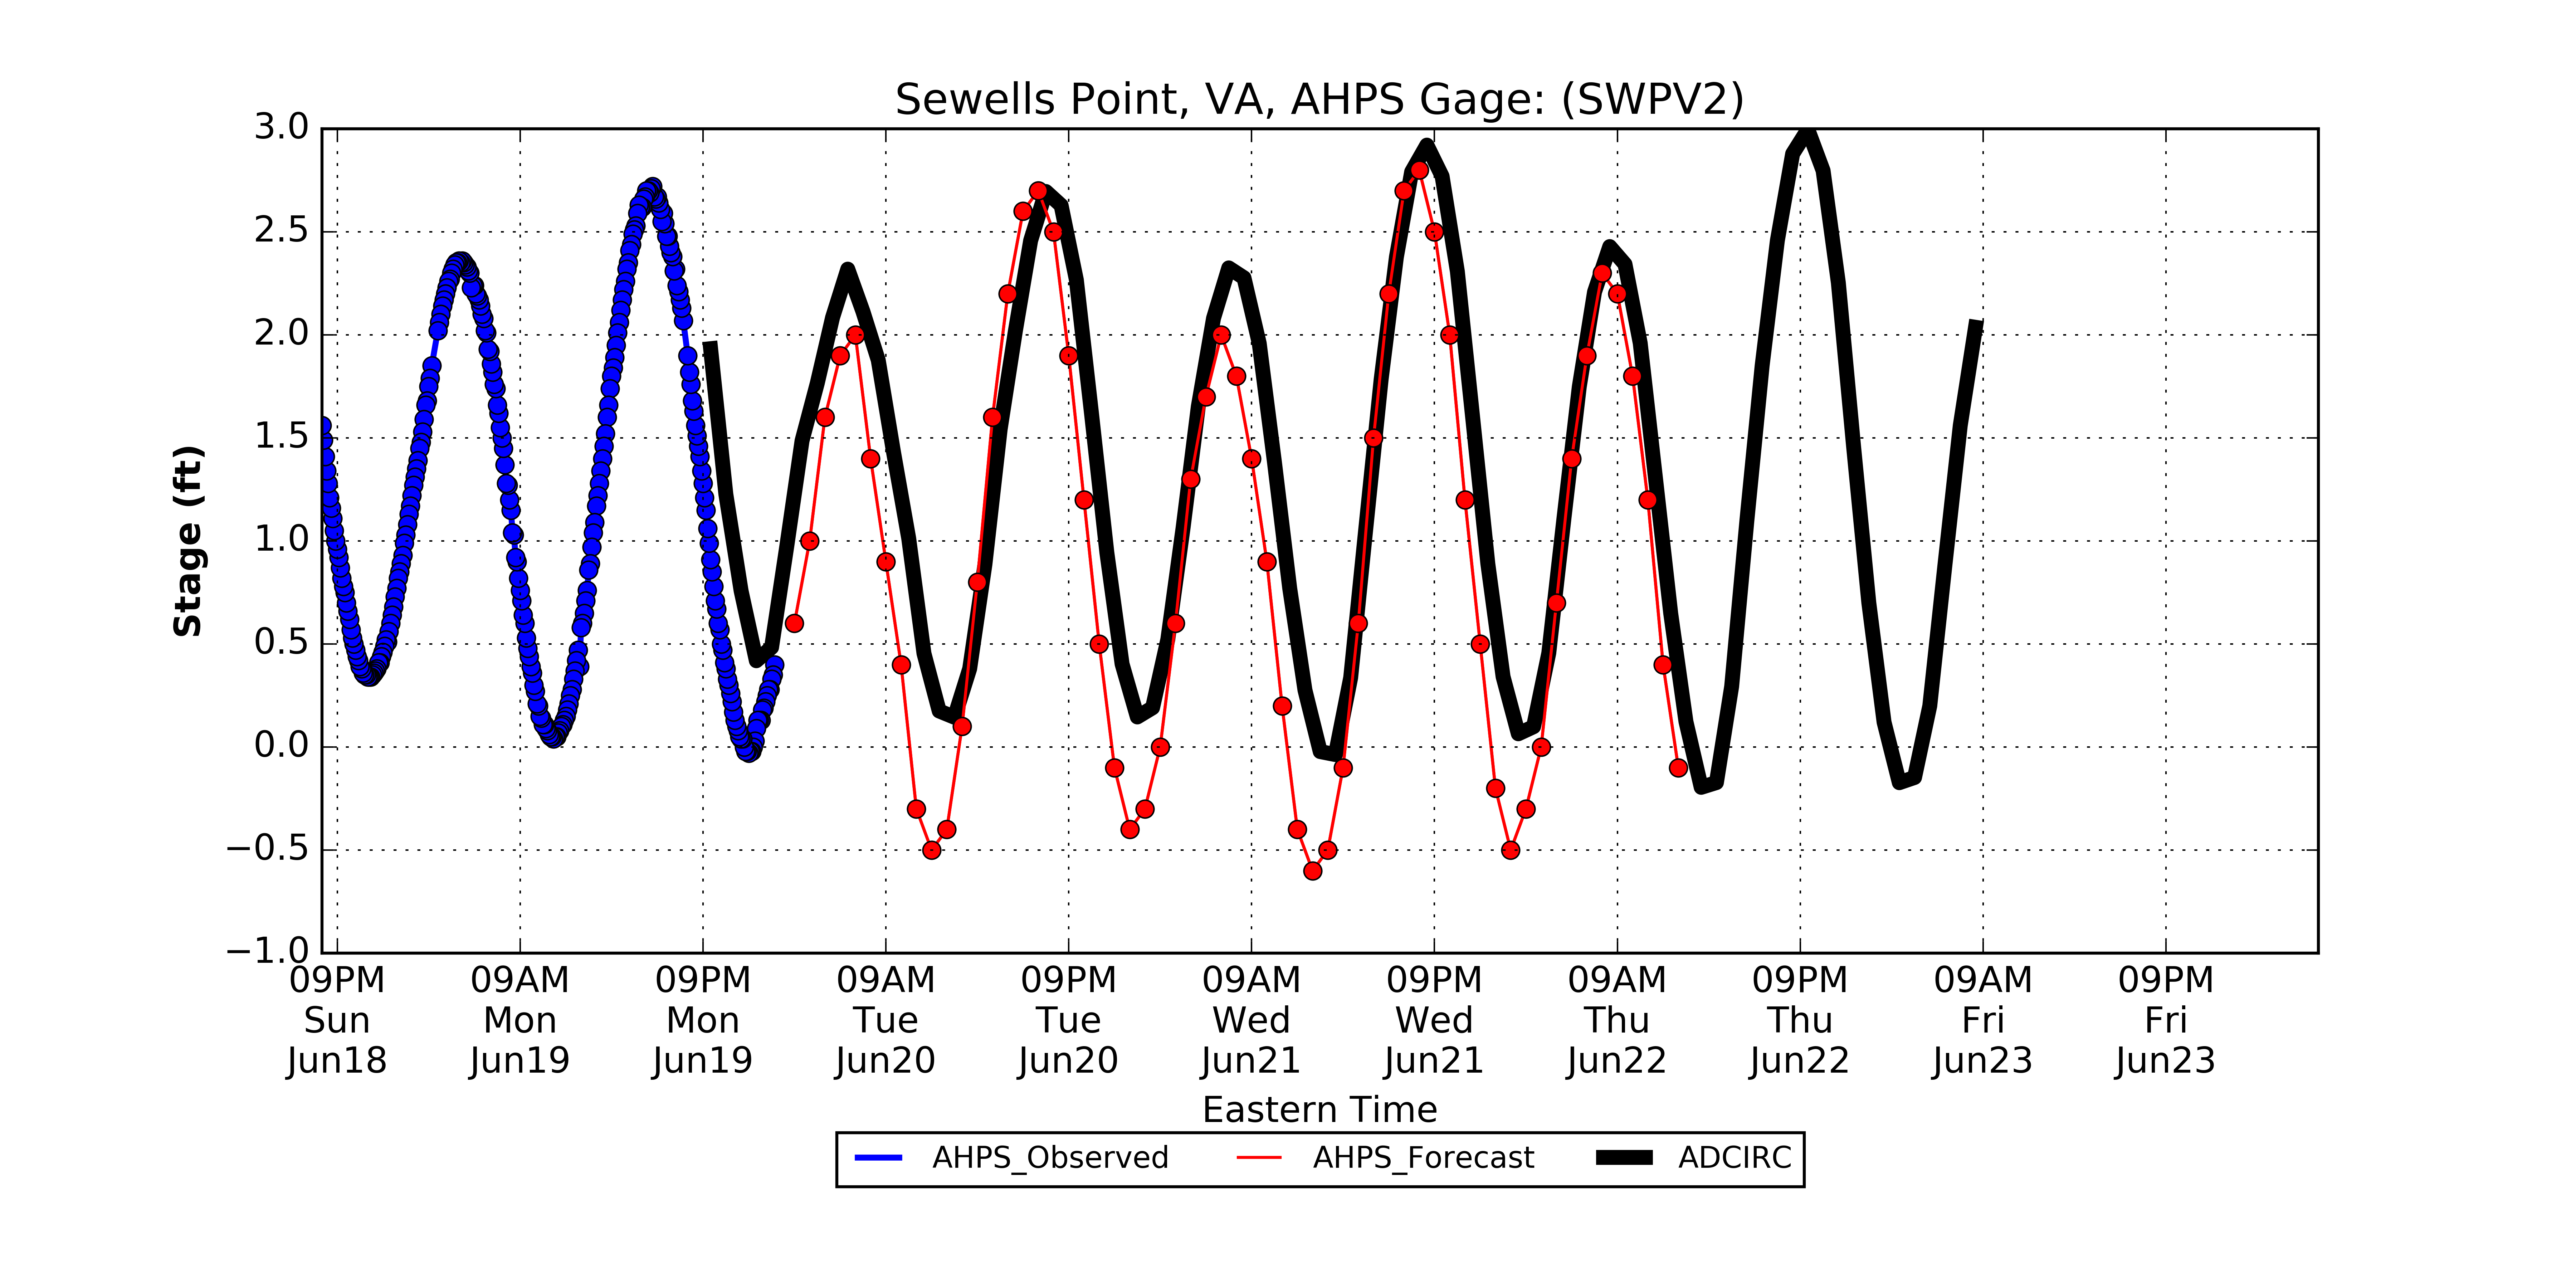 Sewells Point, VA, AHPS Gage: (SWPV2)
3.0
2.5
2.0
1.5
1.0
0.5
0.0
−0.5
−1.0
Stage (ft)
09PM 09AM 09PM 09AM 09PM 09AM 09PM 09AM 09PM 09AM 09PM
Sun Mon Mon Tue Tue Wed Wed Thu Thu Fri Fri
Jun18 Jun19 Jun19 Jun20 Jun20 Jun21 Jun21 Jun22 Jun22 Jun23 Jun23
Eastern Time
AHPS_Observed AHPS_Forecast ADCIRC